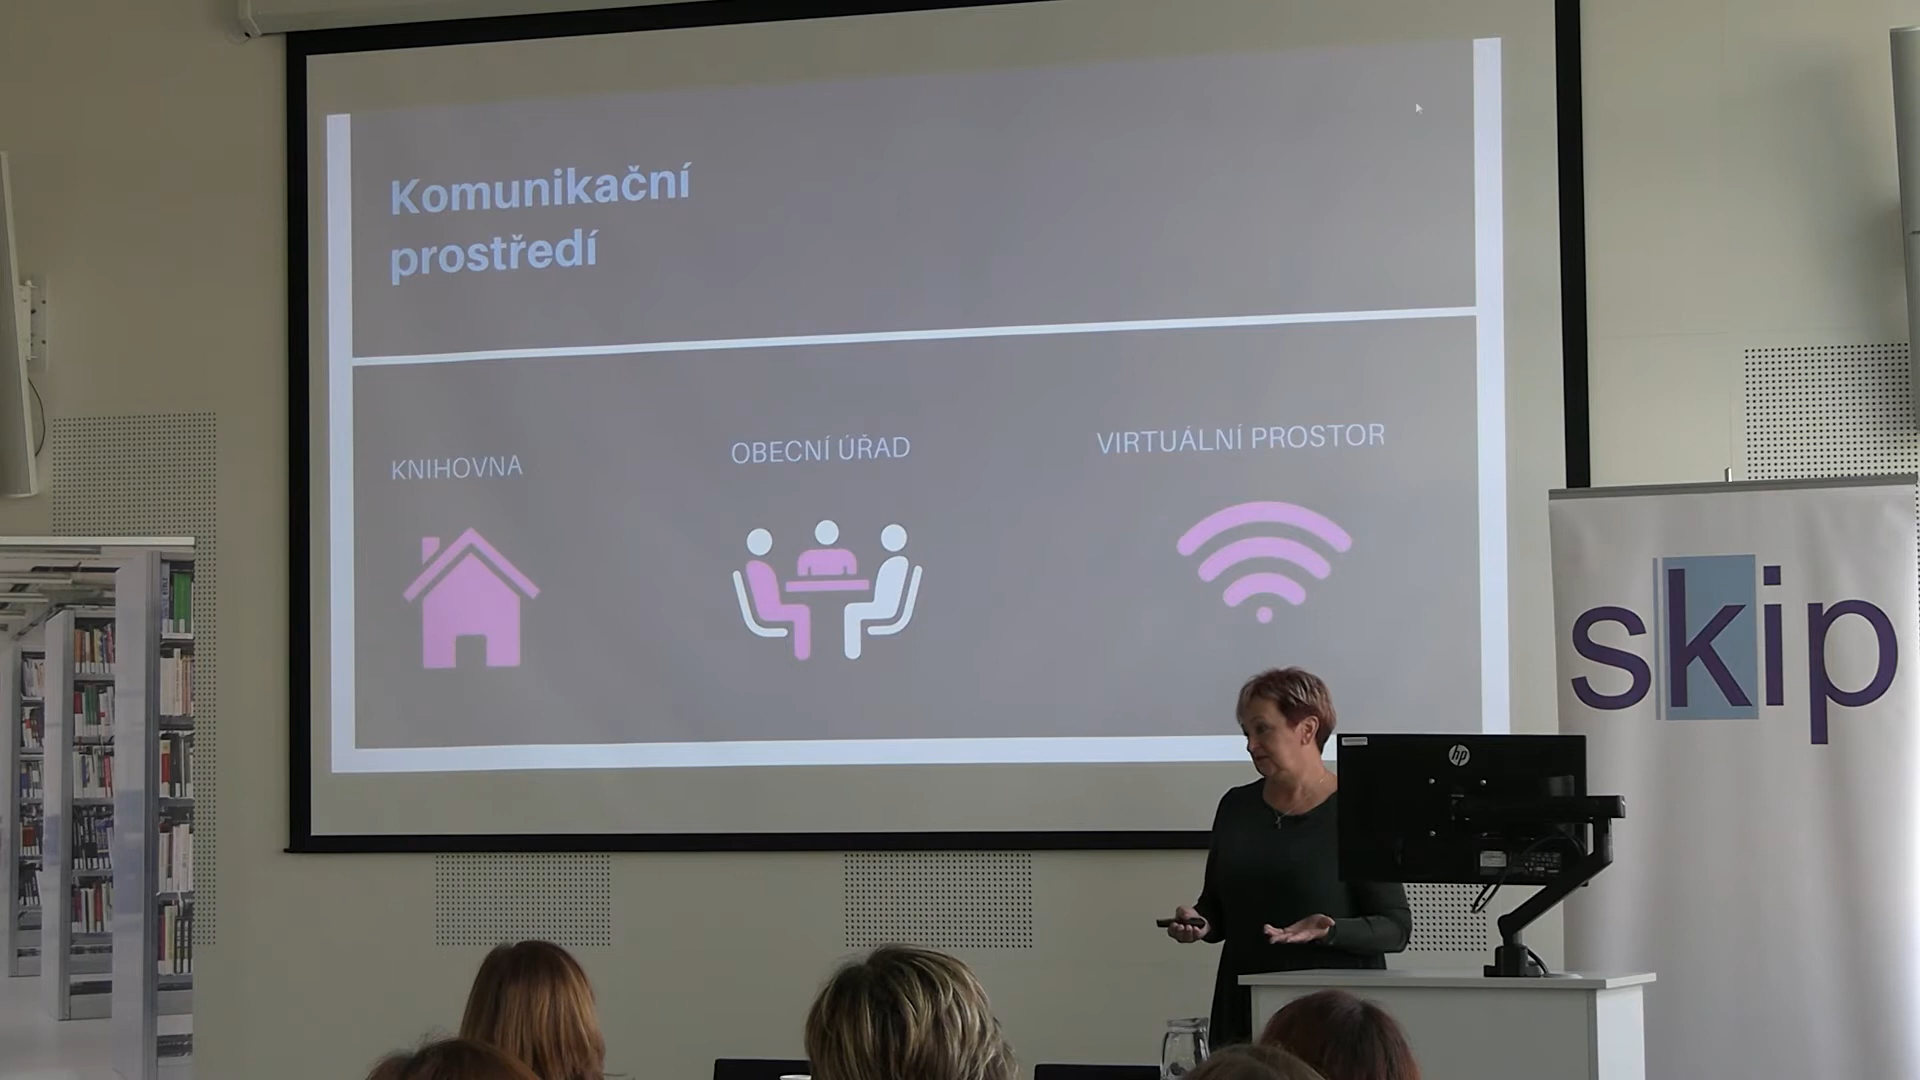 Komunikační
prostředí
KNIHOVNA
OBECNÍ ÚŘAD
VIRTUÁLNÍ PROSTOR
skip
hp